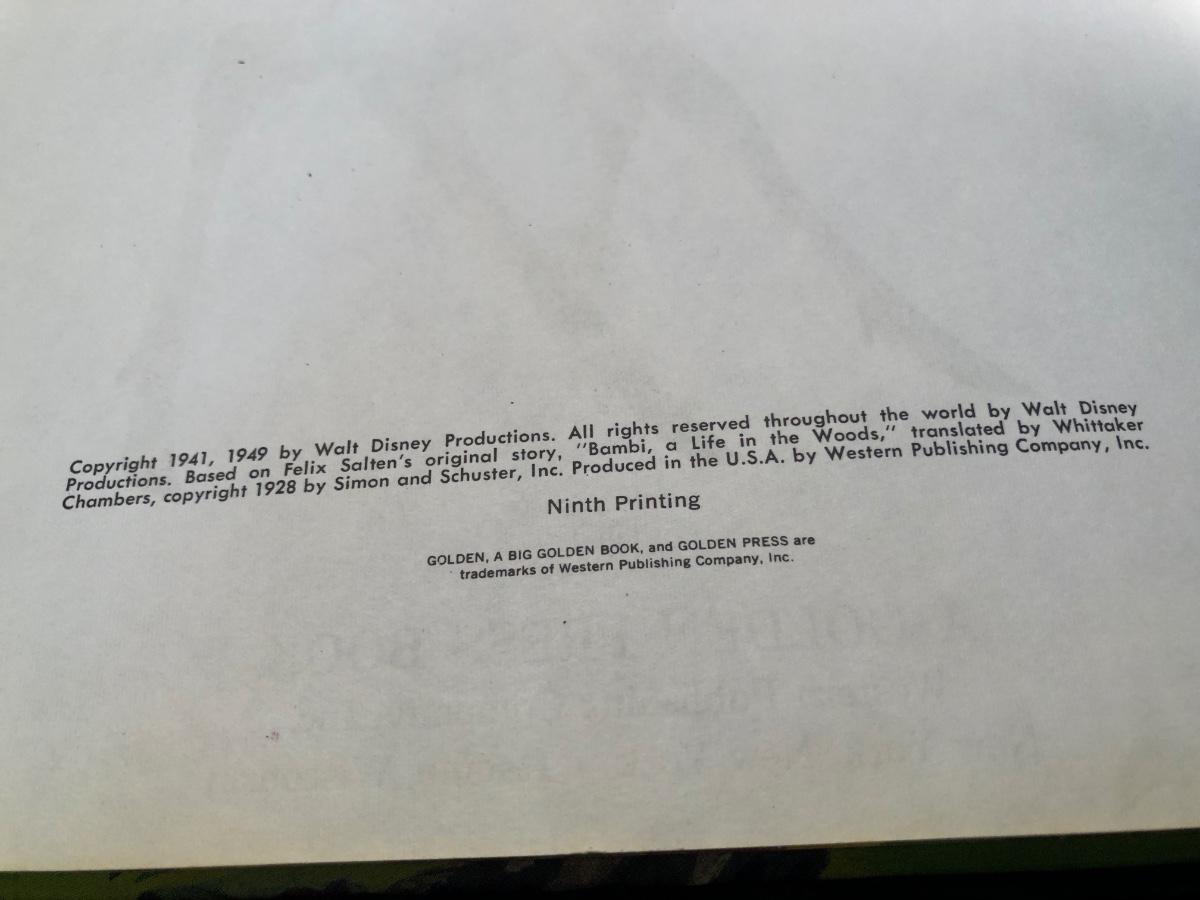 Copyright 1941, 1949 by Walt Disney Productions. All rights reserved throughout the world by Walt Disney
Productions. Based on Felix Salten's original story, "Bambi, a Life in the Woods," translated by Whittaker
Chambers, copyright 1928 by Simon and Schuster, Inc. Produced in the U.S.A. by Western Publishing Company, Inc.
Ninth Printing
GOLDEN, A BIG GOLDEN BOOK, and GOLDEN PRESS are
trademarks of Western Publishing Company, Inc.